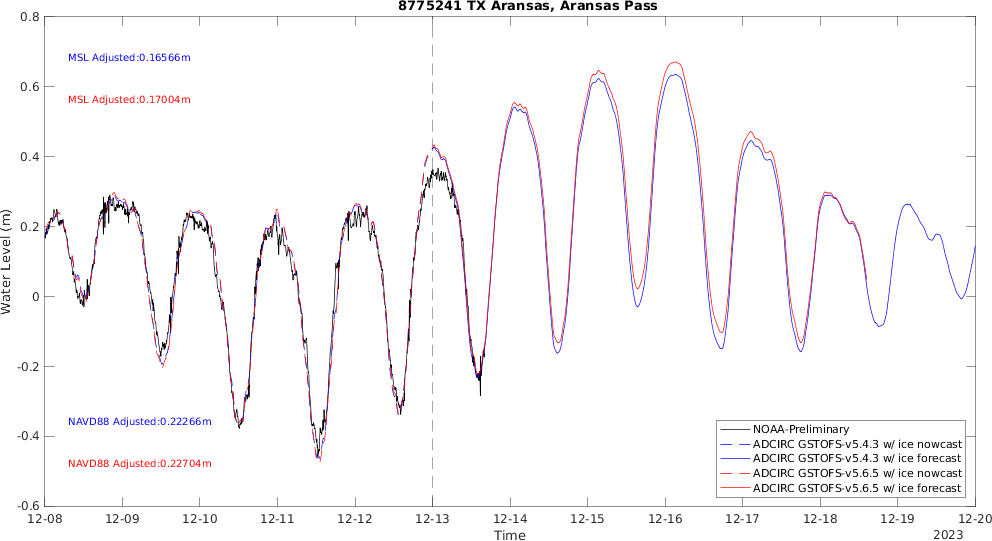 8775241 TX Aransas, Aransas Pass
0.8
0.6
0.4
0.2
0
-0.2
-0.4
-0.6
Water Level (m)
MSL Adjusted:0.16566m
MSL Adjusted:0.17004m
NAVD88 Adjusted:0.22266m
NAVD88 Adjusted:0.22704m
NOAA-Preliminary
ADCIRC GSTOFS-v5.4.3 w/ ice nowcast
ADCIRC GSTOFS-v5.4.3 w/ ice forecast
ADCIRC GSTOFS-v5.6.5 w/ ice nowcast
ADCIRC GSTOFS-v5.6.5 w/ ice forecast
12-08 12-09 12-10 12-11 12-12 12-13 12-14 12-15 12-16 12-17 12-18 12-19 12-20
Time
2023